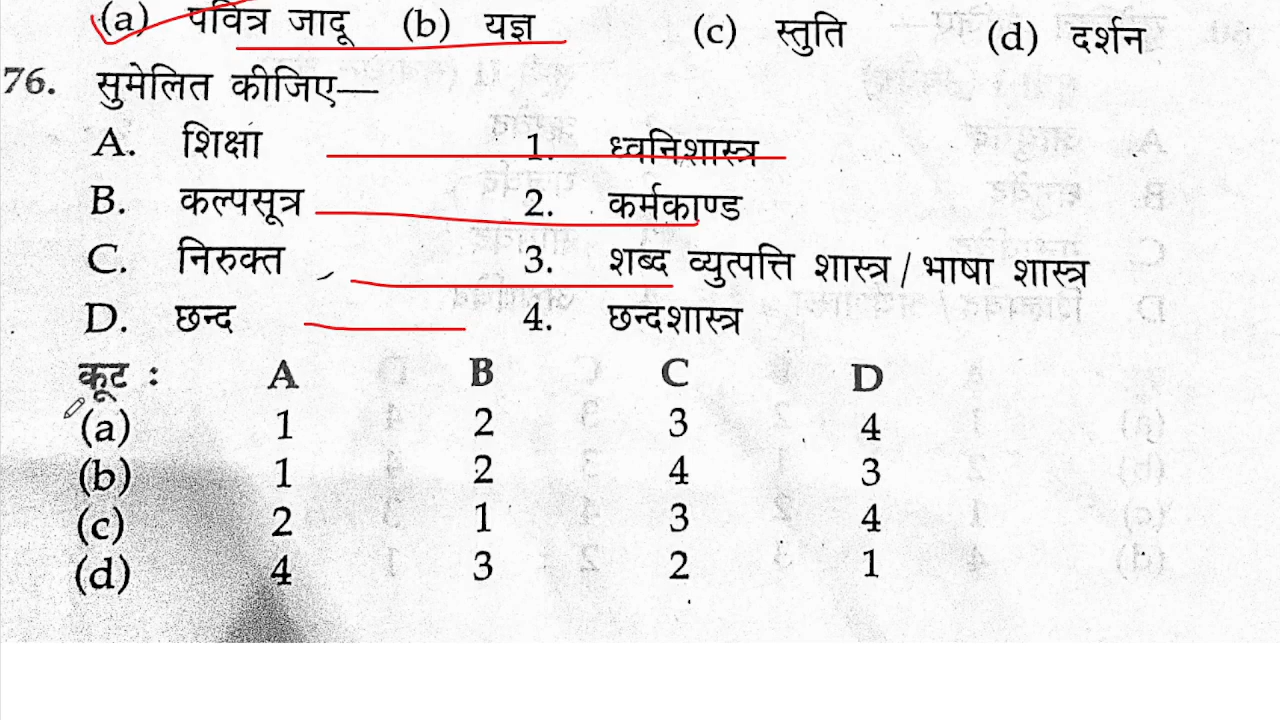 (a) पवित्र जादू (b) यज्ञ (c) स्तुति (d) दर्शन
76. सुमेलित कीजिए—
A. शिक्षा 1. ध्वनिशास्त्र
B. कल्पसूत्र 2. कर्मकाण्ड
C. निरुक्त 3. शब्द व्युत्पत्ति शास्त्र / भाषा शास्त्र
D. छन्द 4. छन्दशास्त्र
कूट : A B C D
(a) 1 2 3 4
(b) 1 2 4 3
(c) 2 1 3 4
(d) 4 3 2 1